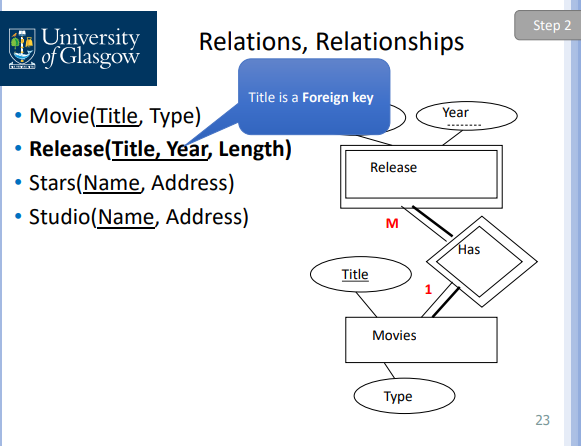 University
of Glasgow
Step 2
Relations, Relationships
Title is a Foreign key
• Movie(Title, Type)
• Release(Title, Year, Length)
• Stars(Name, Address)
• Studio(Name, Address)
Year
Release
M
Has
Title
1
Movies
Type
23